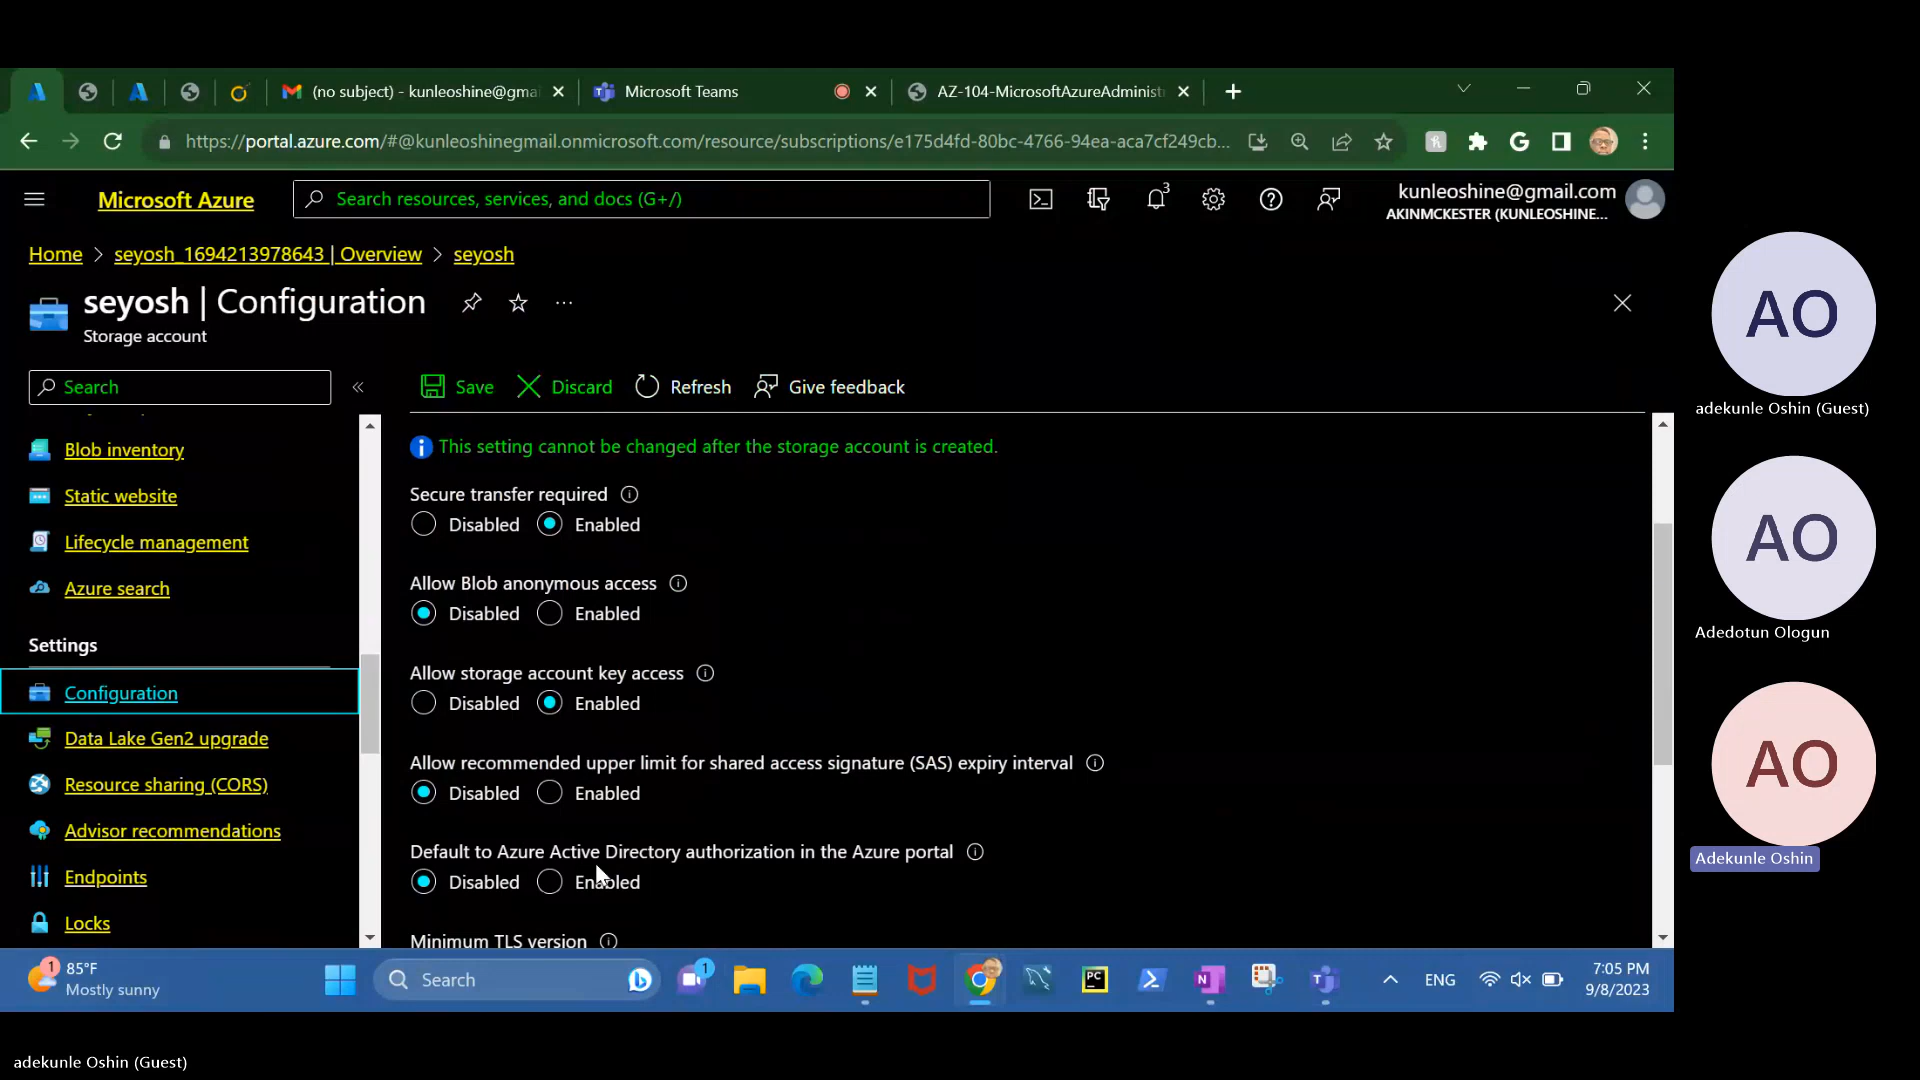 (no subject) - kunleoshine@gma
Microsoft Teams
AZ-104-MicrosoftAzureAdministr
https://portal.azure.com/#@kunleoshinegmail.onmicrosoft.com/resource/subscriptions/e175d4fd-80bc-4766-94ea-aca7cf249cb...
Microsoft Azure
Search resources, services, and docs (G+/)
3
kunleoshine@gmail.com
AKINMCKESTER (KUNLEOSHINE...
Home > seyosh_1694213978643 | Overview > seyosh
seyosh | Configuration
Storage account
Search
Save
Discard
Refresh
Give feedback
Blob inventory
Static website
Lifecycle management
Azure search
Settings
Configuration
Data Lake Gen2 upgrade
Resource sharing (CORS)
Advisor recommendations
Endpoints
Locks
This setting cannot be changed after the storage account is created.
Secure transfer required
Disabled Enabled
Allow Blob anonymous access
Disabled Enabled
Allow storage account key access
Disabled Enabled
Allow recommended upper limit for shared access signature (SAS) expiry interval
Disabled Enabled
Default to Azure Active Directory authorization in the Azure portal
Disabled Enabled
Minimum TLS version
AO
adekunle Oshin (Guest)
AO
Adedotun Ologun
AO
Adekunle Oshin
1
85°F
Mostly sunny
Search
1
PC
N
T
ENG
7:05 PM
9/8/2023
adekunle Oshin (Guest)